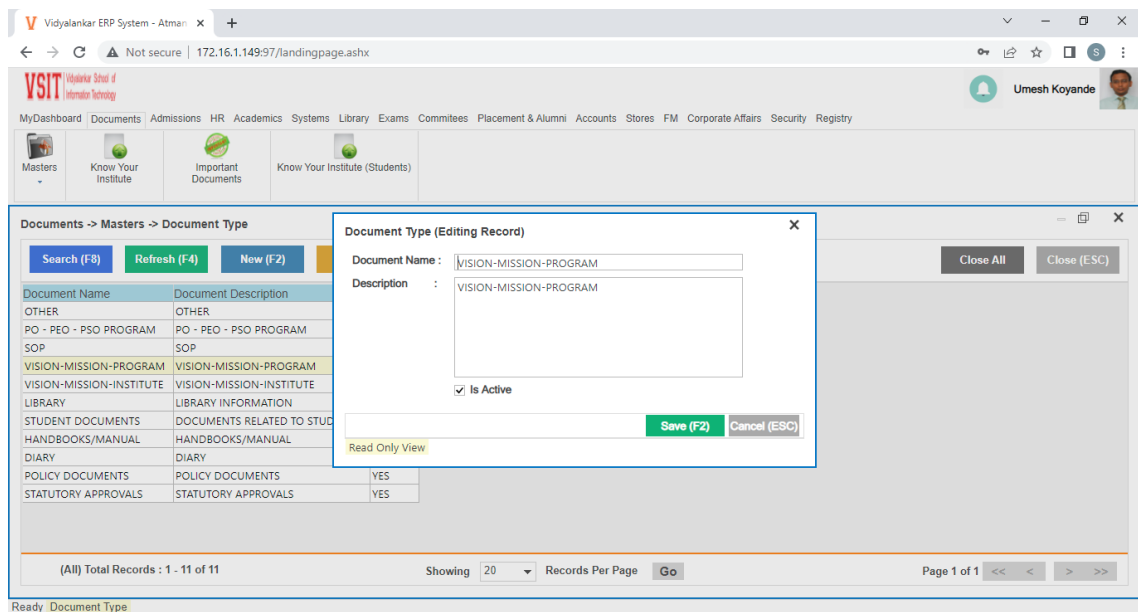 Vidyalankar ERP System - Atman
Not secure | 172.16.1.149:97/landingpage.ashx
S
VSIT Vidyalankar School of
Information Technology
Umesh Koyande
MyDashboard Documents Admissions HR Academics Systems Library Exams Commitees Placement & Alumni Accounts Stores FM Corporate Affairs Security Registry
Masters Know Your Important Know Your Institute (Students)
Institute Documents
Documents -> Masters -> Document Type
Search (F8) Refresh (F4) New (F2) Close All Close (ESC)
Document Name Document Description
OTHER OTHER
PO - PEO - PSO PROGRAM PO - PEO - PSO PROGRAM
SOP SOP
VISION-MISSION-PROGRAM VISION-MISSION-PROGRAM
VISION-MISSION-INSTITUTE VISION-MISSION-INSTITUTE
LIBRARY LIBRARY INFORMATION
STUDENT DOCUMENTS DOCUMENTS RELATED TO STUD
HANDBOOKS/MANUAL HANDBOOKS/MANUAL
DIARY DIARY
POLICY DOCUMENTS POLICY DOCUMENTS YES
STATUTORY APPROVALS STATUTORY APPROVALS YES
Document Type (Editing Record)
Document Name : VISION-MISSION-PROGRAM
Description : VISION-MISSION-PROGRAM
Is Active
Save (F2) Cancel (ESC)
Read Only View
(All) Total Records : 1 - 11 of 11 Showing 20 Records Per Page Go Page 1 of 1 << < > >>
Ready Document Type